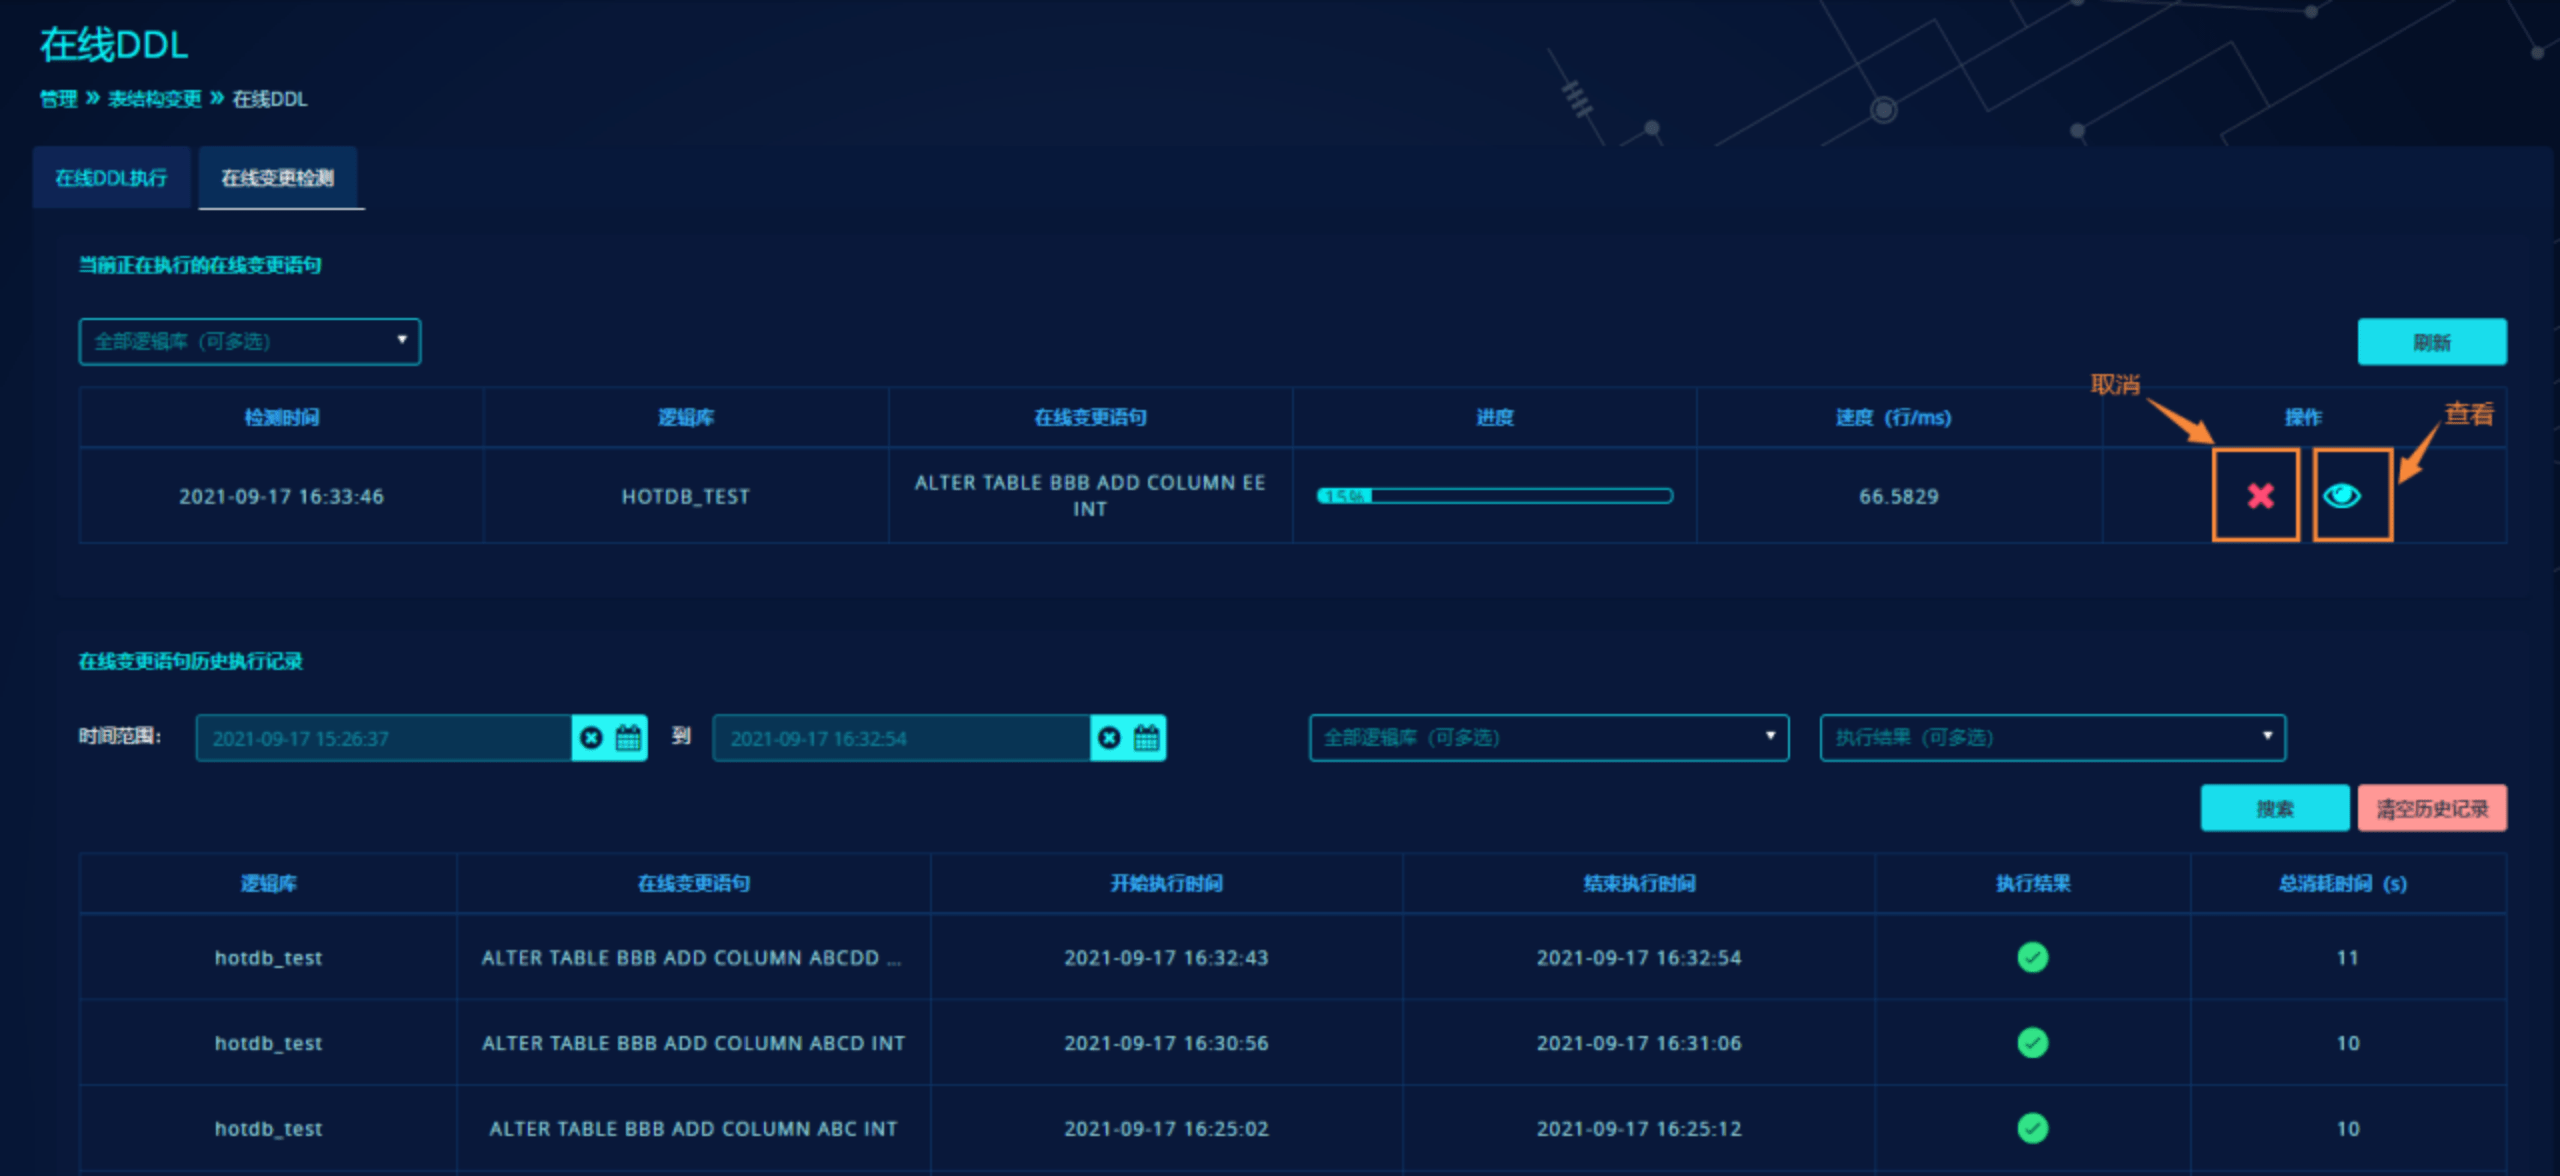 在线DDL
管理 » 表结构变更 » 在线DDL
在线DDL执行 在线变更检测
当前正在执行的在线变更语句
全部逻辑库（可多选） 刷新
取消
查看
检测时间 逻辑库 在线变更语句 进度 速度（行/ms） 操作
2021-09-17 16:33:46 HOTDB_TEST ALTER TABLE BBB ADD COLUMN EE INT 15% 66.5829
在线变更语句历史执行记录
时间范围: 2021-09-17 15:26:37 到 2021-09-17 16:32:54 全部逻辑库（可多选） 执行结果（可多选）
搜索 清空历史记录
逻辑库 在线变更语句 开始执行时间 结束执行时间 执行结果 总消耗时间（s）
hotdb_test ALTER TABLE BBB ADD COLUMN ABCDD ... 2021-09-17 16:32:43 2021-09-17 16:32:54 11
hotdb_test ALTER TABLE BBB ADD COLUMN ABCD INT 2021-09-17 16:30:56 2021-09-17 16:31:06 10
hotdb_test ALTER TABLE BBB ADD COLUMN ABC INT 2021-09-17 16:25:02 2021-09-17 16:25:12 10